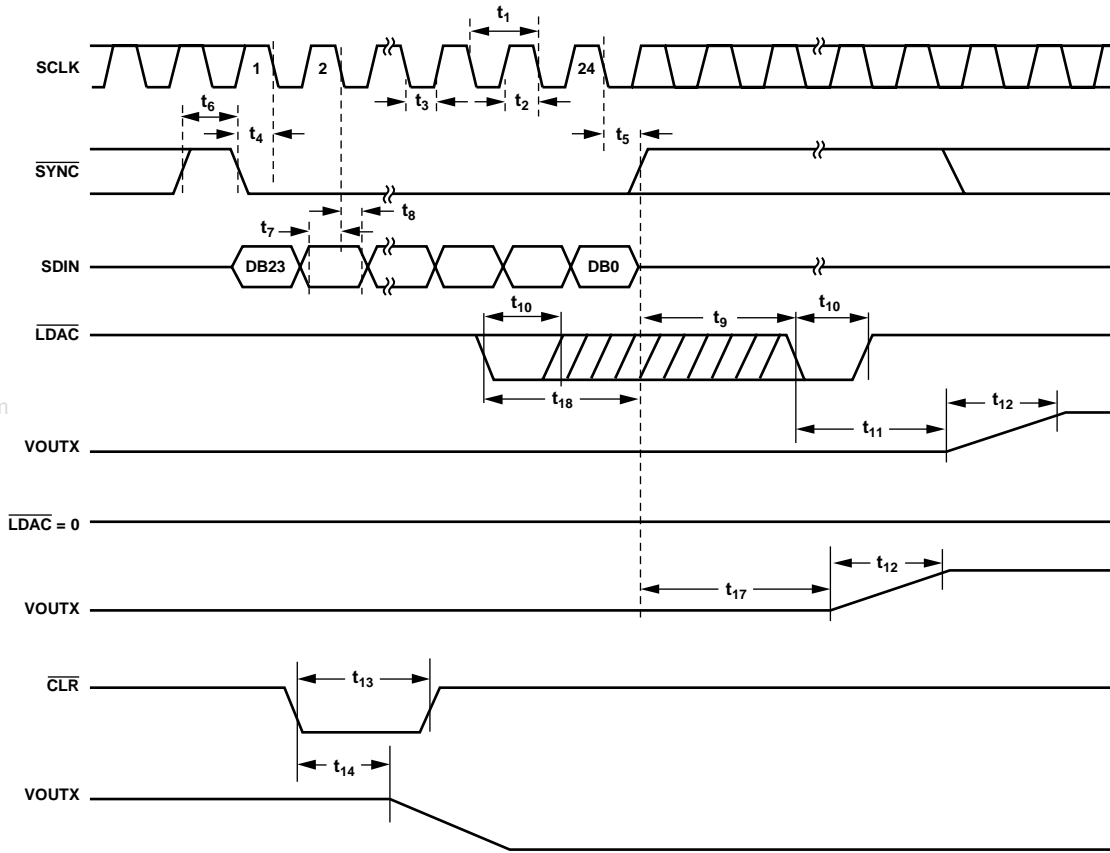 t1
SCLK 1 2 24
t3 t2
t6
t4 t5
SYNC
t8
t7
SDIN DB23 DB0
t10 t9 t10
LDAC
t18
m
t12
t11
VOUTX
LDAC = 0
t12
t17
VOUTX
t13
CLR
t14
VOUTX